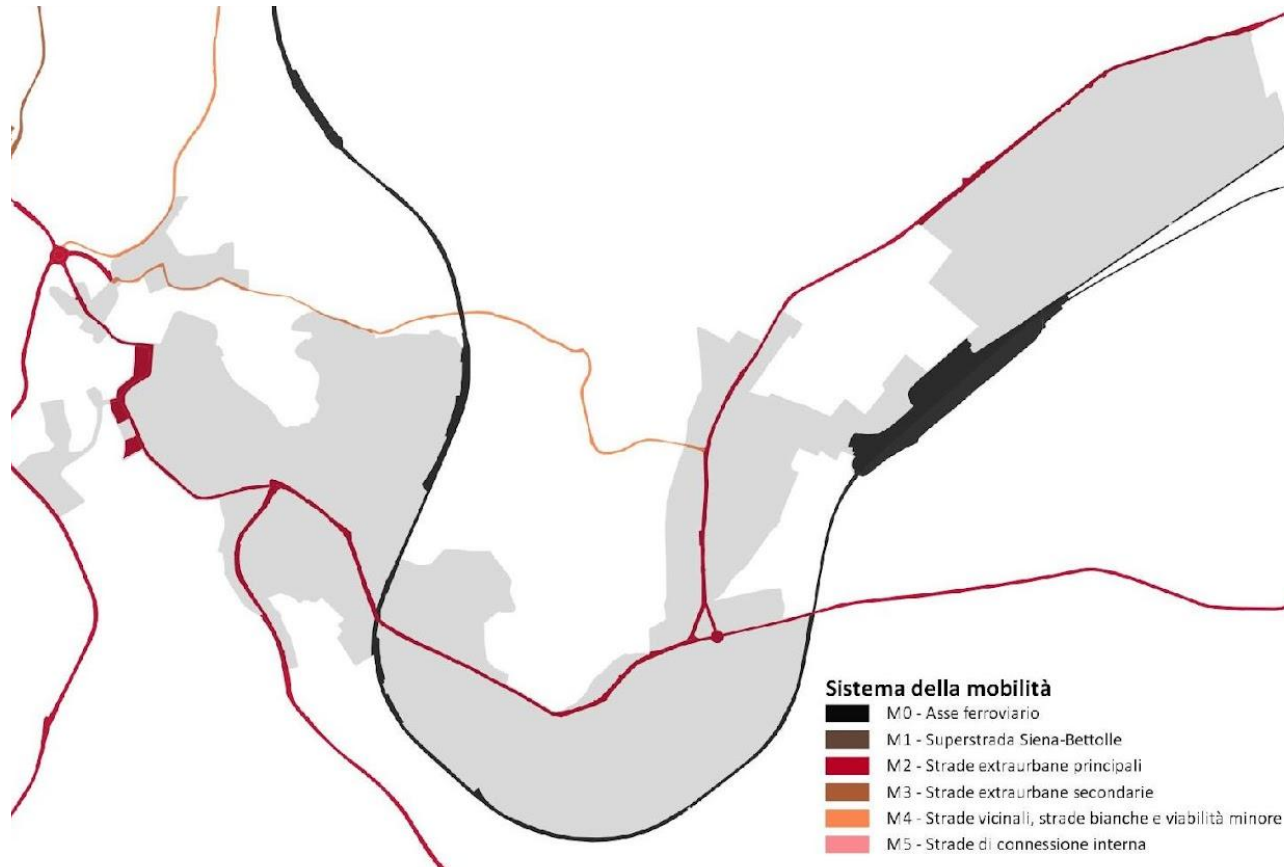 Sistema della mobilità
M0 - Asse ferroviario
M1 - Superstrada Siena-Bettolle
M2 - Strade extraurbane principali
M3 - Strade extraurbane secondarie
M4 - Strade vicinali, strade bianche e viabilità minore
M5 - Strade di connessione interna